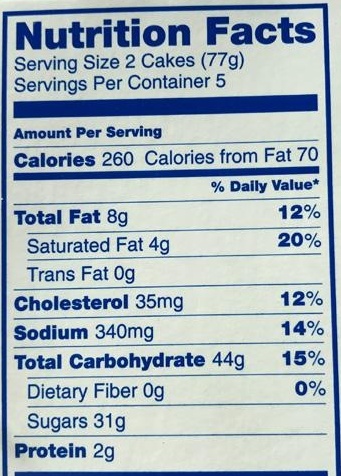 Nutrition Facts
Serving Size 2 Cakes (77g)
Servings Per Container 5
Amount Per Serving
Calories 260 Calories from Fat 70
% Daily Value*
Total Fat 8g 12%
Saturated Fat 4g 20%
Trans Fat 0g
Cholesterol 35mg 12%
Sodium 340mg 14%
Total Carbohydrate 44g 15%
Dietary Fiber 0g 0%
Sugars 31g
Protein 2g